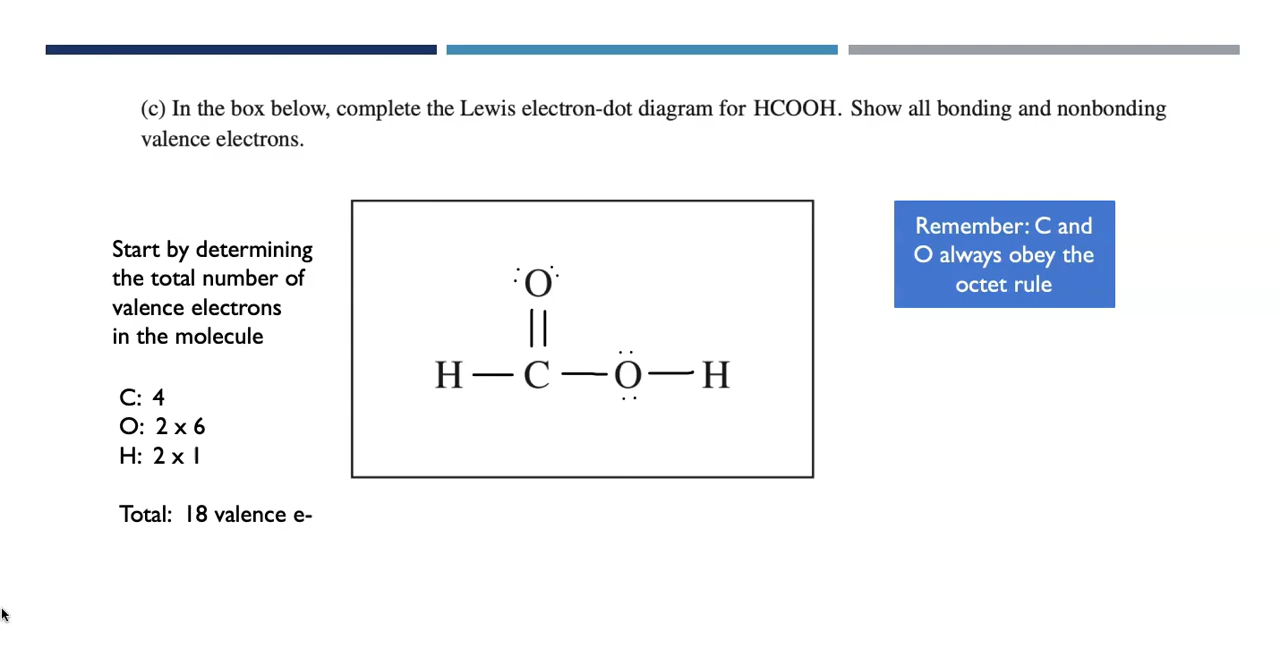 (c) In the box below, complete the Lewis electron-dot diagram for HCOOH. Show all bonding and nonbonding
valence electrons.
Start by determining
the total number of
valence electrons
in the molecule
C: 4
O: 2 x 6
H: 2 x 1
Total: 18 valence e-
O
H — C — O — H
Remember: C and
O always obey the
octet rule